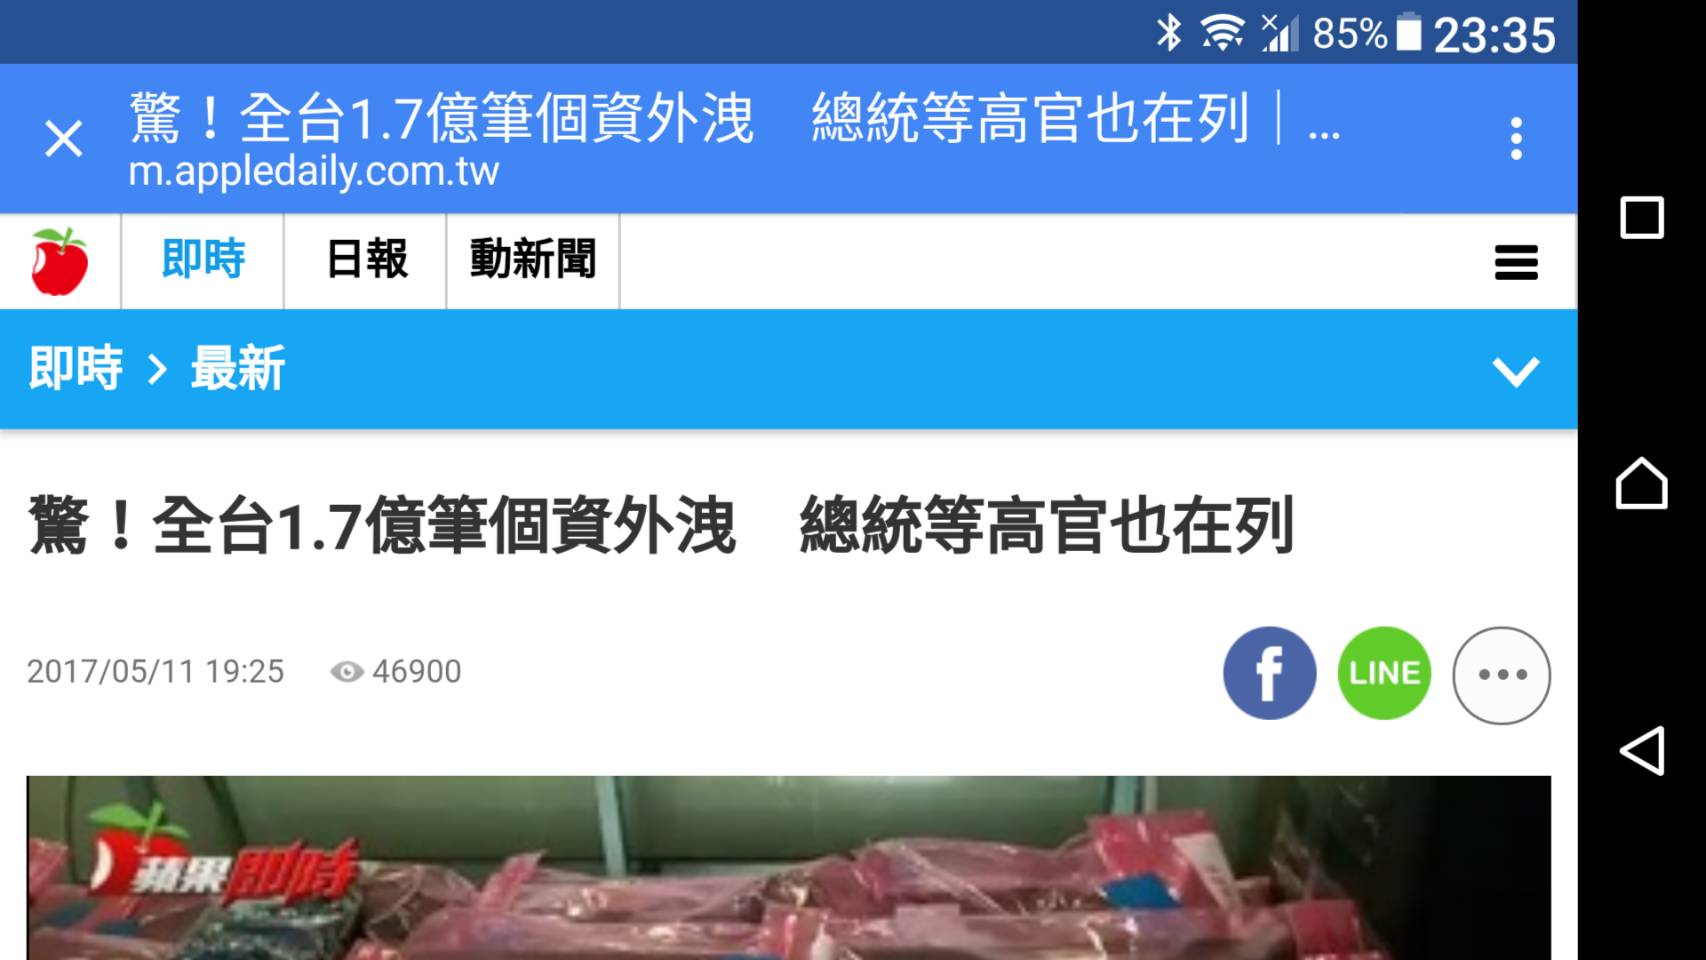 85% 23:35
驚！全台1.7億筆個資外洩　總統等高官也在列｜...
m.appledaily.com.tw
即時 日報 動新聞
即時 > 最新
驚！全台1.7億筆個資外洩　總統等高官也在列
2017/05/11 19:25 46900
f LINE
蘋果即時